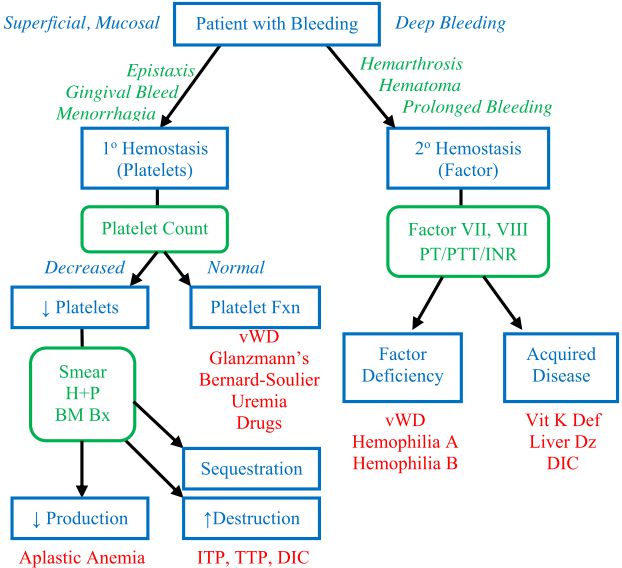 Superficial, Mucosal
Patient with Bleeding
Deep Bleeding
Epistaxis
Gingival Bleed
Menorrhagia
Hemarthrosis
Hematoma
Prolonged Bleeding
1º Hemostasis
(Platelets)
2º Hemostasis
(Factor)
Platelet Count
Factor VII, VIII
PT/PTT/INR
Decreased
Normal
↓ Platelets
Platelet Fxn
vWD
Glanzmann's
Bernard-Soulier
Uremia
Drugs
Factor
Deficiency
vWD
Hemophilia A
Hemophilia B
Acquired
Disease
Vit K Def
Liver Dz
DIC
Smear
H+P
BM Bx
Sequestration
↓ Production
Aplastic Anemia
↑Destruction
ITP, TTP, DIC